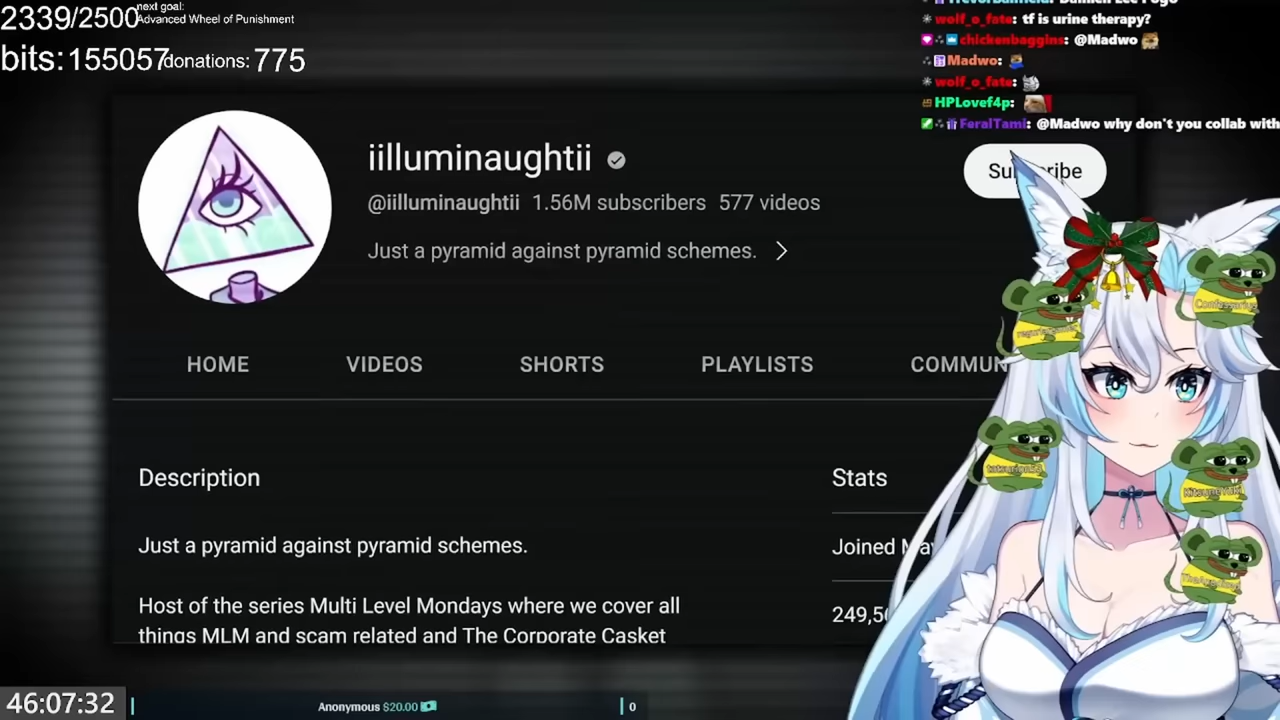 2339/2500
next goal:
Advanced Wheel of Punishment
bits:155057
donations: 775
wolf_o_fate: tf is urine therapy?
chickenbaggins: @Madwo
Madwo:
wolf_o_fate:
HPLovef4p:
FeralTami: @Madwo why don't you collab with
iilluminaughtii
Subscribe
@iilluminaughtii 1.56M subscribers 577 videos
Just a pyramid against pyramid schemes.
HOME VIDEOS SHORTS PLAYLISTS COMMUN
Description
Stats
Just a pyramid against pyramid schemes.
Joined May
249,50
Host of the series Multi Level Mondays where we cover all
things MLM and scam related and The Corporate Casket
46:07:32
Anonymous $20.00
0